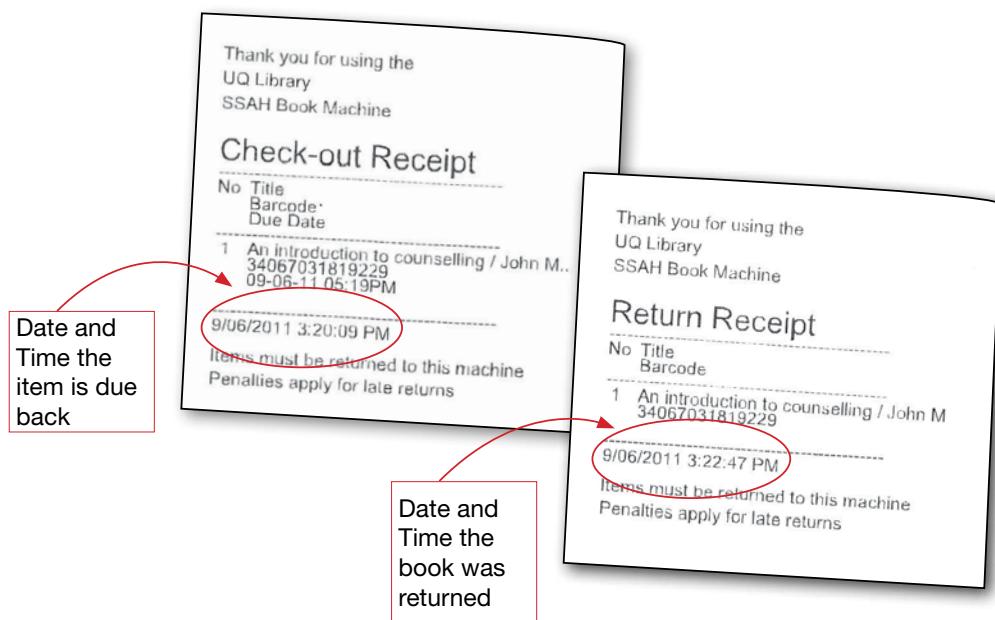 Thank you for using the
UQ Library
SSAH Book Machine
Check-out Receipt
No Title
Barcode
Due Date
1 An introduction to counselling / John M..
34067031819229
09-06-11 05:19PM
9/06/2011 3:20:09 PM
Items must be returned to this machine
Penalties apply for late returns
Date and
Time the
item is due
back
Thank you for using the
UQ Library
SSAH Book Machine
Return Receipt
No Title
Barcode
1 An introduction to counselling / John M
34067031819229
9/06/2011 3:22:47 PM
Items must be returned to this machine
Penalties apply for late returns
Date and
Time the
book was
returned